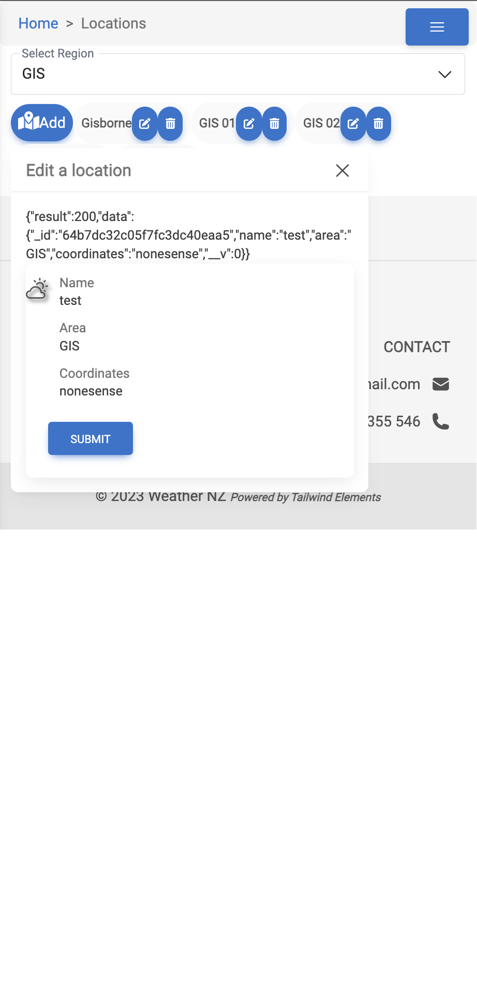 Home > Locations
Select Region
GIS
Add Gisborne GIS 01 GIS 02
Edit a location
{"result":200,"data":
{"_id":"64b7dc32c05f7fc3dc40eaa5","name":"test","area":"
GIS","coordinates":"nonesense","__v":0}}
Name
test
Area
GIS
Coordinates
nonesense
SUBMIT
CONTACT
ail.com
355 546
© 2023 Weather NZ Powered by Tailwind Elements